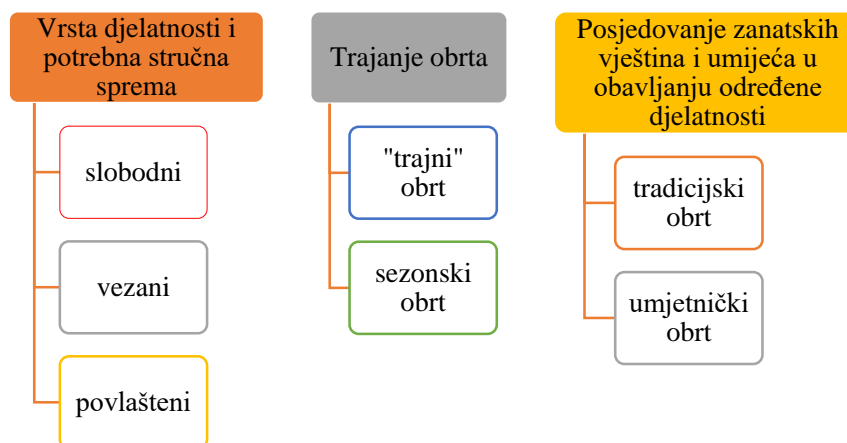 Vrsta djelatnosti i
potrebna stručna
sprema
slobodni
vezani
povlašteni
Trajanje obrta
"trajni"
obrt
sezonski
obrt
Posjedovanje zanatskih
vještina i umijeća u
obavljanju određene
djelatnosti
tradicijski
obrt
umjetnički
obrt